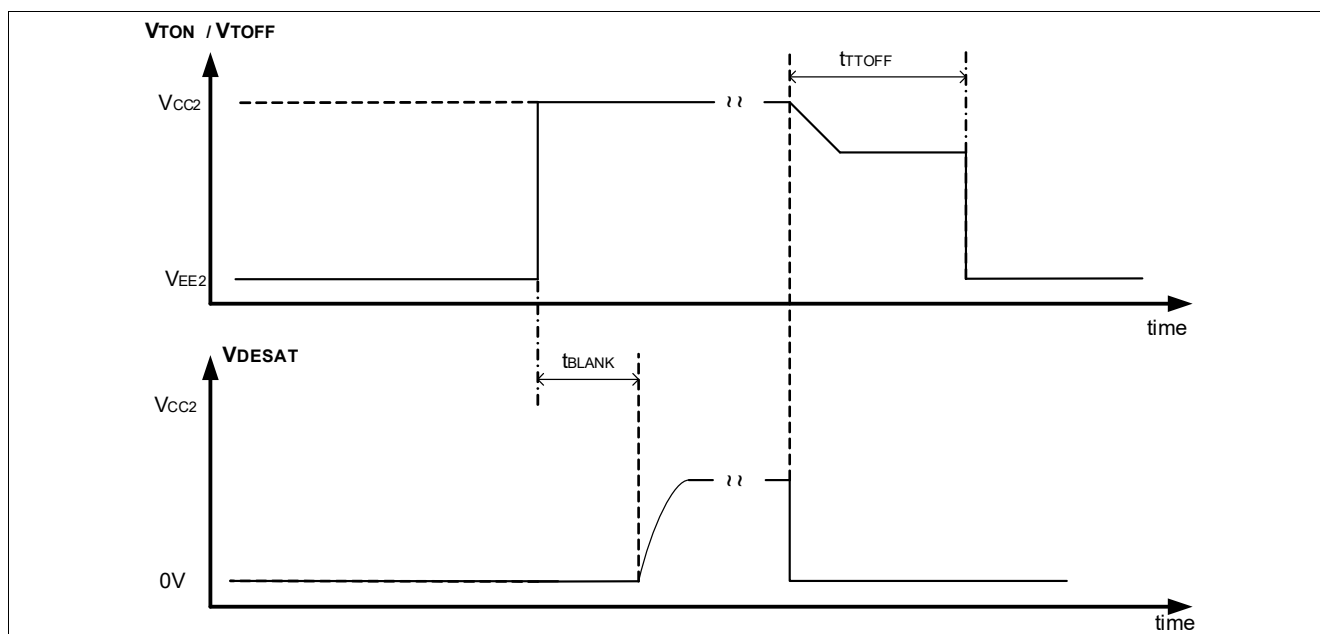 VTON / VTOFF
tTTOFF
VCC2
~~
VEE2
time
VDESAT
tBLANK
VCC2
~~
0V
time